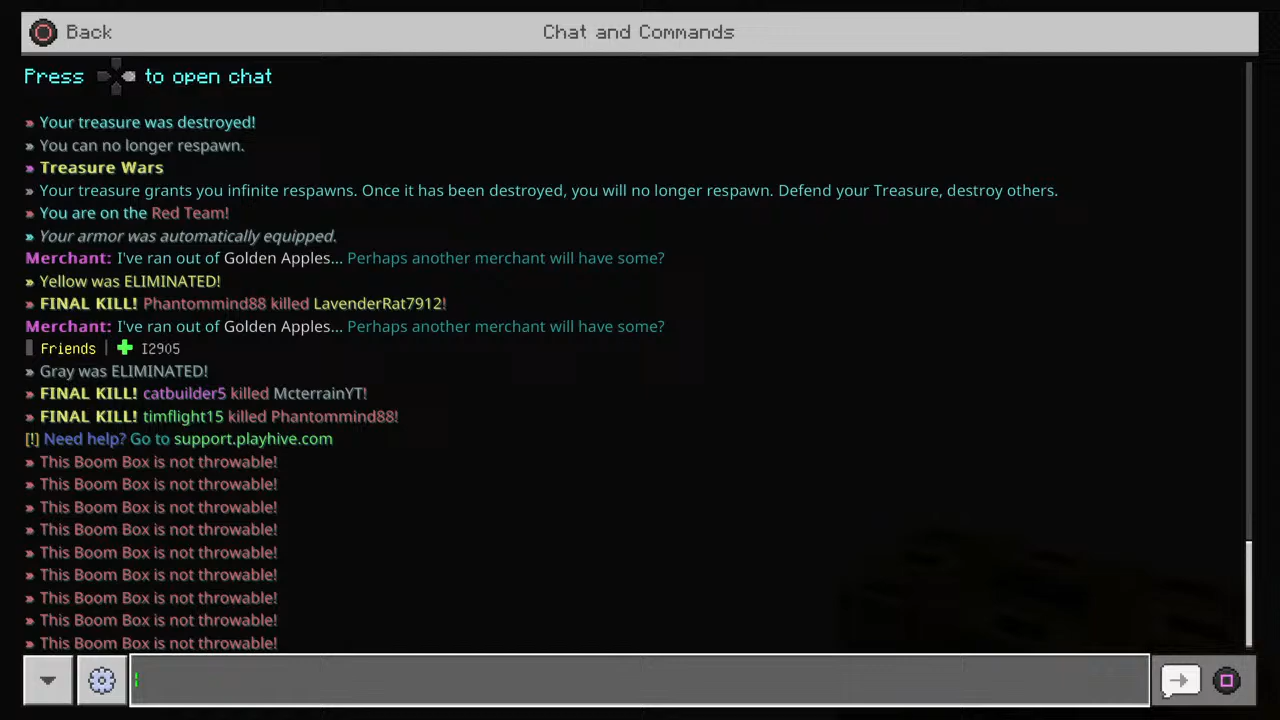 Back
Chat and Commands
Press to open chat
» Your treasure was destroyed!
» You can no longer respawn.
» Treasure Wars
» Your treasure grants you infinite respawns. Once it has been destroyed, you will no longer respawn. Defend your Treasure, destroy others.
» You are on the Red Team!
» Your armor was automatically equipped.
Merchant: I've ran out of Golden Apples... Perhaps another merchant will have some?
» Yellow was ELIMINATED!
» FINAL KILL! Phantommind88 killed LavenderRat7912!
Merchant: I've ran out of Golden Apples... Perhaps another merchant will have some?
Friends | + I2905
» Gray was ELIMINATED!
» FINAL KILL! catbuilder5 killed McterrainYT!
» FINAL KILL! timflight15 killed Phantommind88!
[!] Need help? Go to support.playhive.com
» This Boom Box is not throwable!
» This Boom Box is not throwable!
» This Boom Box is not throwable!
» This Boom Box is not throwable!
» This Boom Box is not throwable!
» This Boom Box is not throwable!
» This Boom Box is not throwable!
» This Boom Box is not throwable!
» This Boom Box is not throwable!